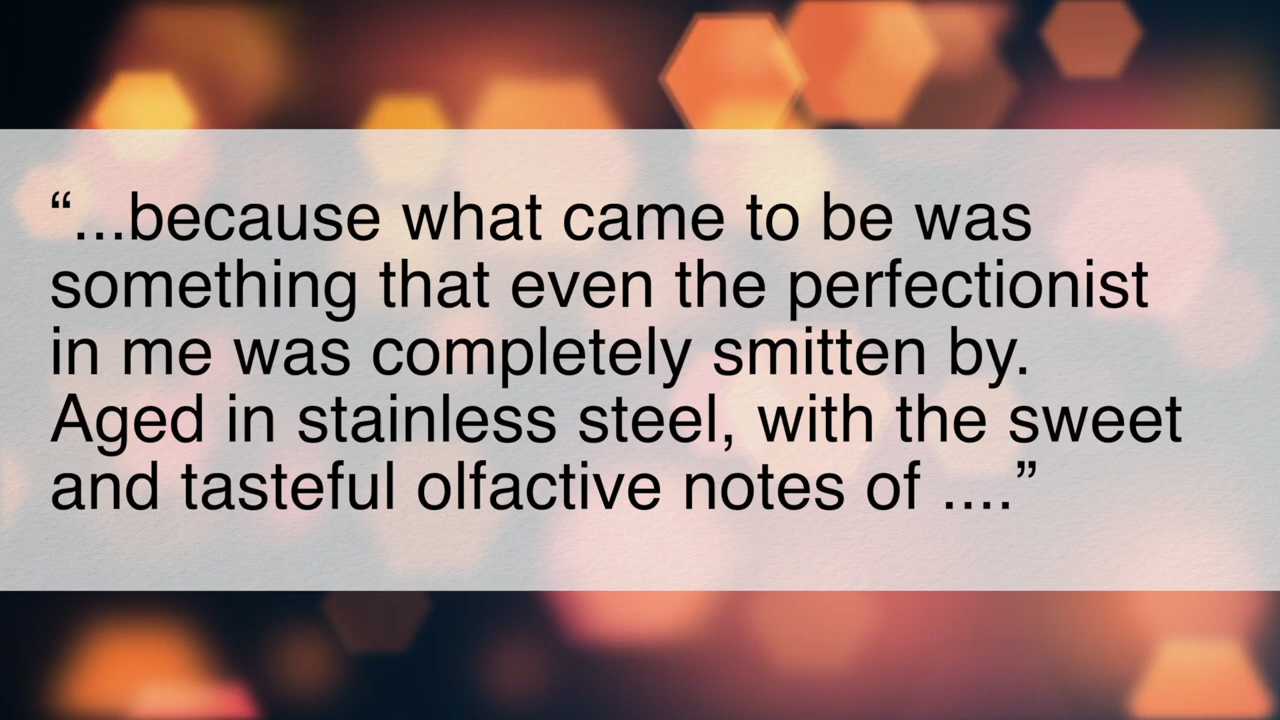 “...because what came to be was
something that even the perfectionist
in me was completely smitten by.
Aged in stainless steel, with the sweet
and tasteful olfactive notes of ....”